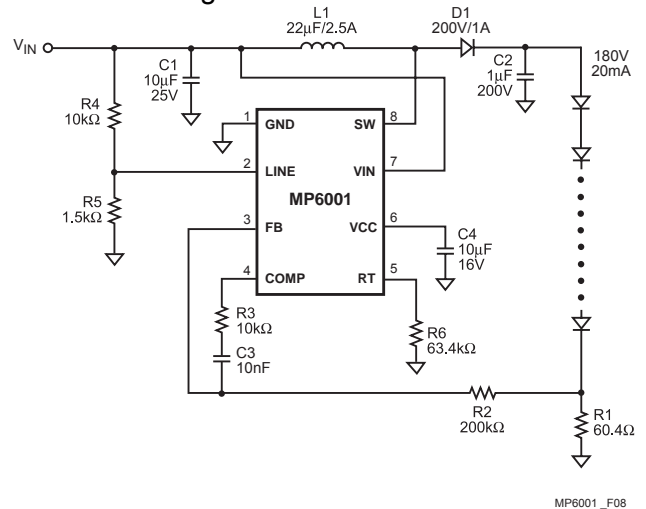 L1
22µF/2.5A
D1
200V/1A
VIN
C1
10µF
25V
C2
1µF
200V
180V
20mA
R4
10kΩ
1
GND
SW
8
2
LINE
VIN
7
MP6001
R5
1.5kΩ
3
FB
VCC
6
C4
10µF
16V
4
COMP
RT
5
R3
10kΩ
C3
10nF
R6
63.4kΩ
R2
200kΩ
R1
60.4Ω
MP6001_F08